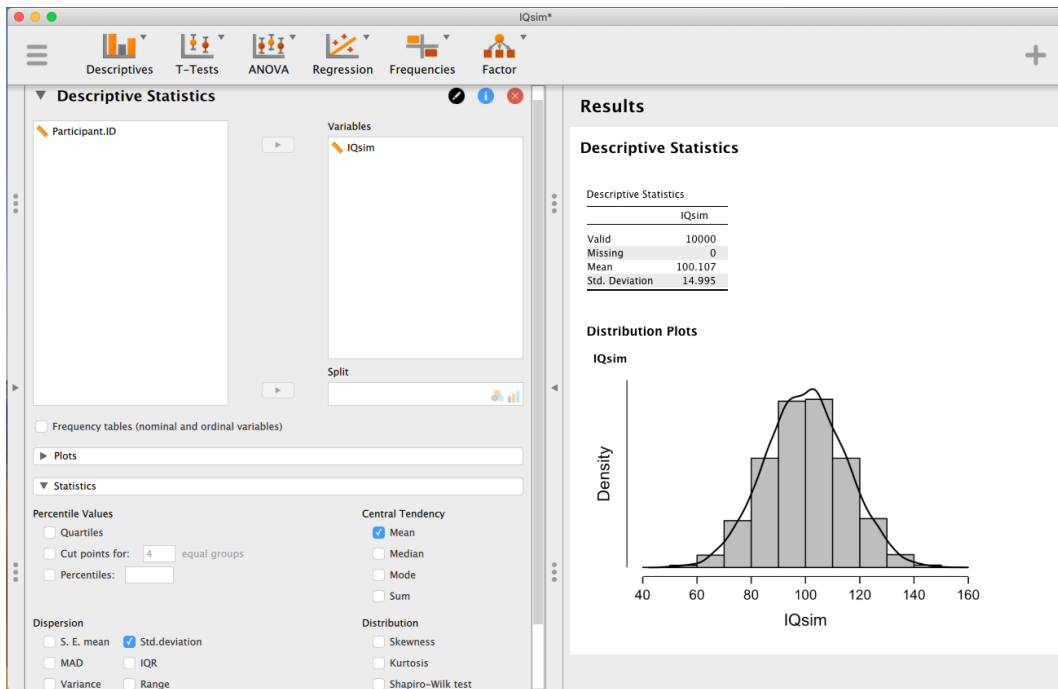 IQsim*
Descriptives T-Tests ANOVA Regression Frequencies Factor
Descriptive Statistics
Participant.ID
Variables
IQsim
Split
Frequency tables (nominal and ordinal variables)
Plots
Statistics
Percentile Values
Quartiles
Cut points for: 4 equal groups
Percentiles:
Central Tendency
Mean
Median
Mode
Sum
Dispersion
S. E. mean Std.deviation
MAD IQR
Variance Range
Distribution
Skewness
Kurtosis
Shapiro-Wilk test
Results
Descriptive Statistics
Descriptive Statistics
IQsim
Valid 10000
Missing 0
Mean 100.107
Std. Deviation 14.995
Distribution Plots
IQsim
Density
40 60 80 100 120 140 160
IQsim